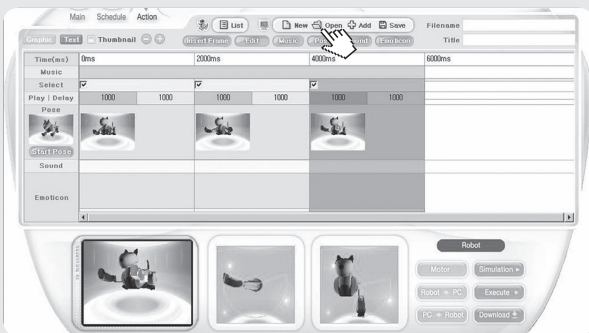 Main Schedule Action
List New Open Add Save Filename
Graphic Text Thumbnail Insert Frame Edit Music Sound Emoticon Title
Time(ms) 0ms 2000ms 4000ms 6000ms
Music
Select
Play | Delay 1000 1000 1000 1000 1000 1000
Pose
Start Pose
Sound
Emoticon
Robot
Motor Simulation
Robot PC Execute
PC Robot Download